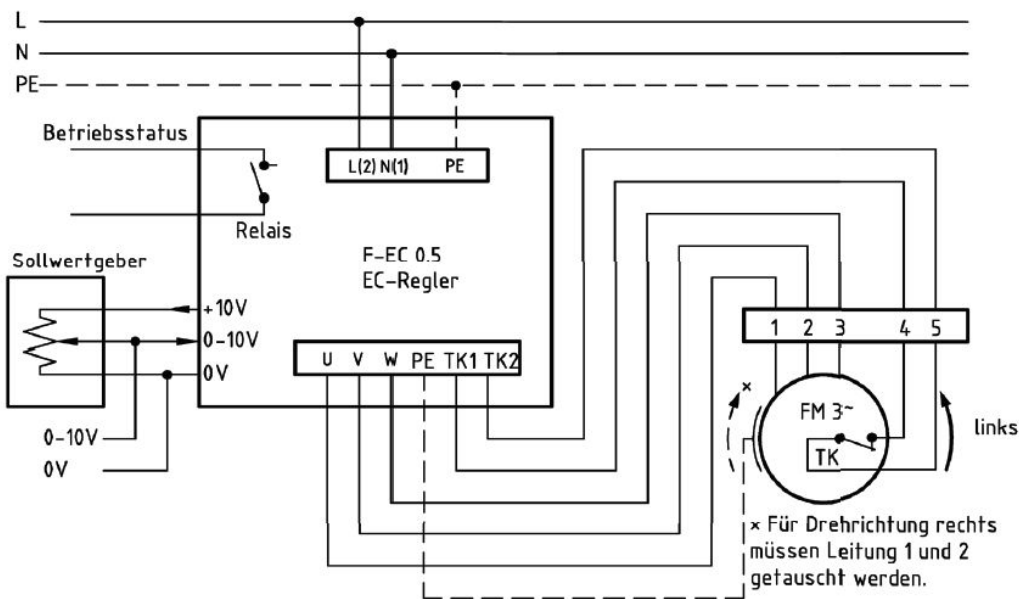 L
N
PE
Betriebsstatus
L(2) N(1) PE
Relais
F-EC 0.5
EC-Regler
Sollwertgeber
+10V
0-10V
0V
U V W PE TK1 TK2
1 2 3 4 5
×
FM 3~
TK
links
0-10V
0V
× Für Drehrichtung rechts
müssen Leitung 1 und 2
getauscht werden.